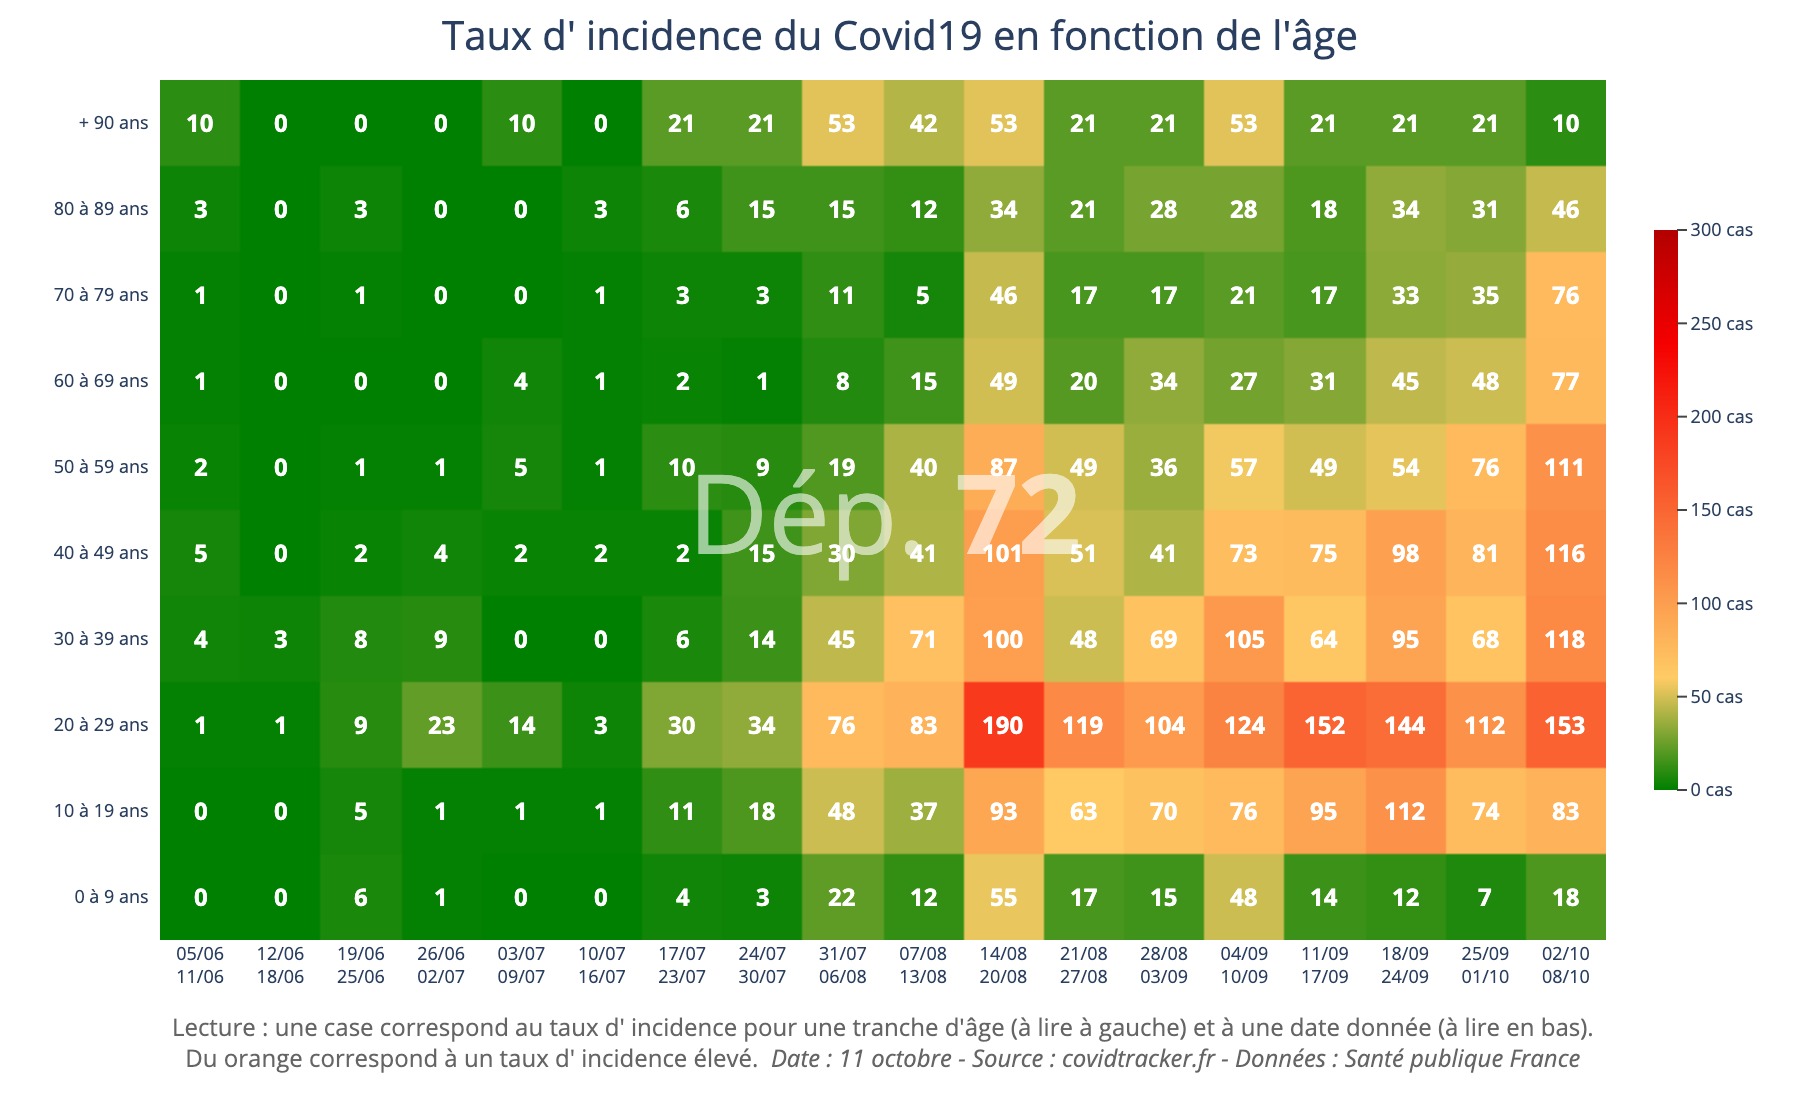 Taux d' incidence du Covid19 en fonction de l'âge
+ 90 ans 10 0 0 0 10 0 21 21 53 42 53 21 21 53 21 21 21 10
80 à 89 ans 3 0 3 0 0 3 6 15 15 12 34 21 28 28 18 34 31 46
70 à 79 ans 1 0 1 0 0 1 3 3 11 5 46 17 17 21 17 33 35 76
60 à 69 ans 1 0 0 0 4 1 2 1 8 15 49 20 34 27 31 45 48 77
50 à 59 ans 2 0 1 1 5 1 10 9 19 40 87 49 36 57 49 54 76 111
Dép. 72
40 à 49 ans 5 0 2 4 2 2 2 15 30 41 101 51 41 73 75 98 81 116
30 à 39 ans 4 3 8 9 0 0 6 14 45 71 100 48 69 105 64 95 68 118
20 à 29 ans 1 1 9 23 14 3 30 34 76 83 190 119 104 124 152 144 112 153
10 à 19 ans 0 0 5 1 1 1 11 18 48 37 93 63 70 76 95 112 74 83
0 à 9 ans 0 0 6 1 0 0 4 3 22 12 55 17 15 48 14 12 7 18
05/06 12/06 19/06 26/06 03/07 10/07 17/07 24/07 31/07 07/08 14/08 21/08 28/08 04/09 11/09 18/09 25/09 02/10
11/06 18/06 25/06 02/07 09/07 16/07 23/07 30/07 06/08 13/08 20/08 27/08 03/09 10/09 17/09 24/09 01/10 08/10
300 cas
250 cas
200 cas
150 cas
100 cas
50 cas
0 cas
Lecture : une case correspond au taux d' incidence pour une tranche d'âge (à lire à gauche) et à une date donnée (à lire en bas).
Du orange correspond à un taux d' incidence élevé. Date : 11 octobre - Source : covidtracker.fr - Données : Santé publique France